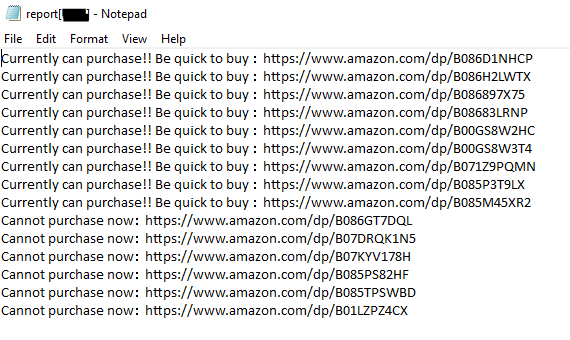 report[ ] - Notepad
File Edit Format View Help
Currently can purchase!! Be quick to buy : https://www.amazon.com/dp/B086D1NHCP
Currently can purchase!! Be quick to buy : https://www.amazon.com/dp/B086H2LWTX
Currently can purchase!! Be quick to buy : https://www.amazon.com/dp/B086897X75
Currently can purchase!! Be quick to buy : https://www.amazon.com/dp/B08683LRNP
Currently can purchase!! Be quick to buy : https://www.amazon.com/dp/B00GS8W2HC
Currently can purchase!! Be quick to buy : https://www.amazon.com/dp/B00GS8W3T4
Currently can purchase!! Be quick to buy : https://www.amazon.com/dp/B071Z9PQMN
Currently can purchase!! Be quick to buy : https://www.amazon.com/dp/B085P3T9LX
Currently can purchase!! Be quick to buy : https://www.amazon.com/dp/B085M45XR2
Cannot purchase now: https://www.amazon.com/dp/B086GT7DQL
Cannot purchase now: https://www.amazon.com/dp/B07DRQK1N5
Cannot purchase now: https://www.amazon.com/dp/B07KYV178H
Cannot purchase now: https://www.amazon.com/dp/B085PS82HF
Cannot purchase now: https://www.amazon.com/dp/B085TPSWBD
Cannot purchase now: https://www.amazon.com/dp/B01LZPZ4CX